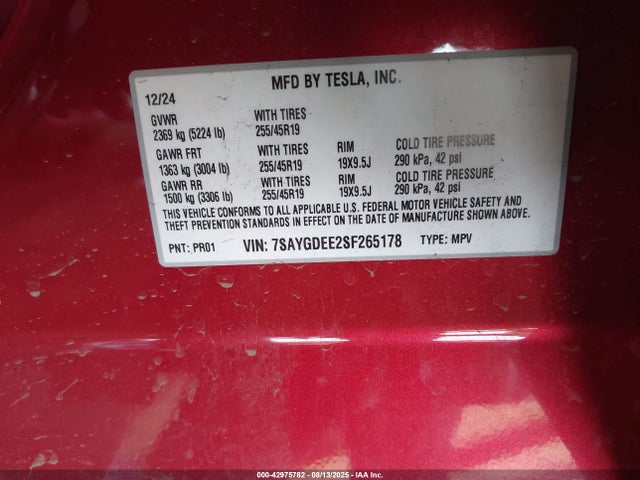 MFD BY TESLA, INC.
12/24
GVWR WITH TIRES
2369 kg (5224 lb) 255/45R19
GAWR FRT WITH TIRES RIM COLD TIRE PRESSURE
1363 kg (3004 lb) 255/45R19 19X9.5J 290 kPa, 42 psi
GAWR RR WITH TIRES RIM COLD TIRE PRESSURE
1500 kg (3306 lb) 255/45R19 19X9.5J 290 kPa, 42 psi
THIS VEHICLE CONFORMS TO ALL APPLICABLE U.S. FEDERAL MOTOR VEHICLE SAFETY AND
THEFT PREVENTION STANDARDS IN EFFECT ON THE DATE OF MANUFACTURE SHOWN ABOVE.
PNT: PR01 VIN: 7SAYGDEE2SF265178 TYPE: MPV
000-42975782 - 08/13/2025 - IAA Inc.